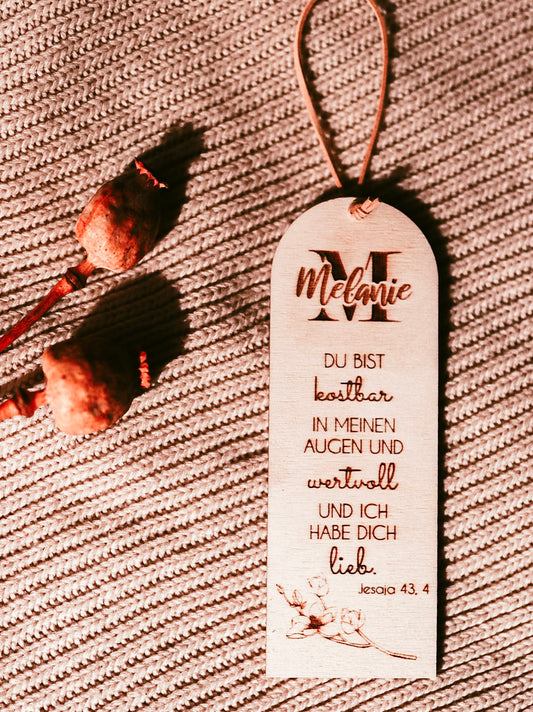 M
Melanie
DU BIST
kostbar
IN MEINEN
AUGEN UND
wertvoll
UND ICH
HABE DICH
lieb.
Jesaja 43, 4